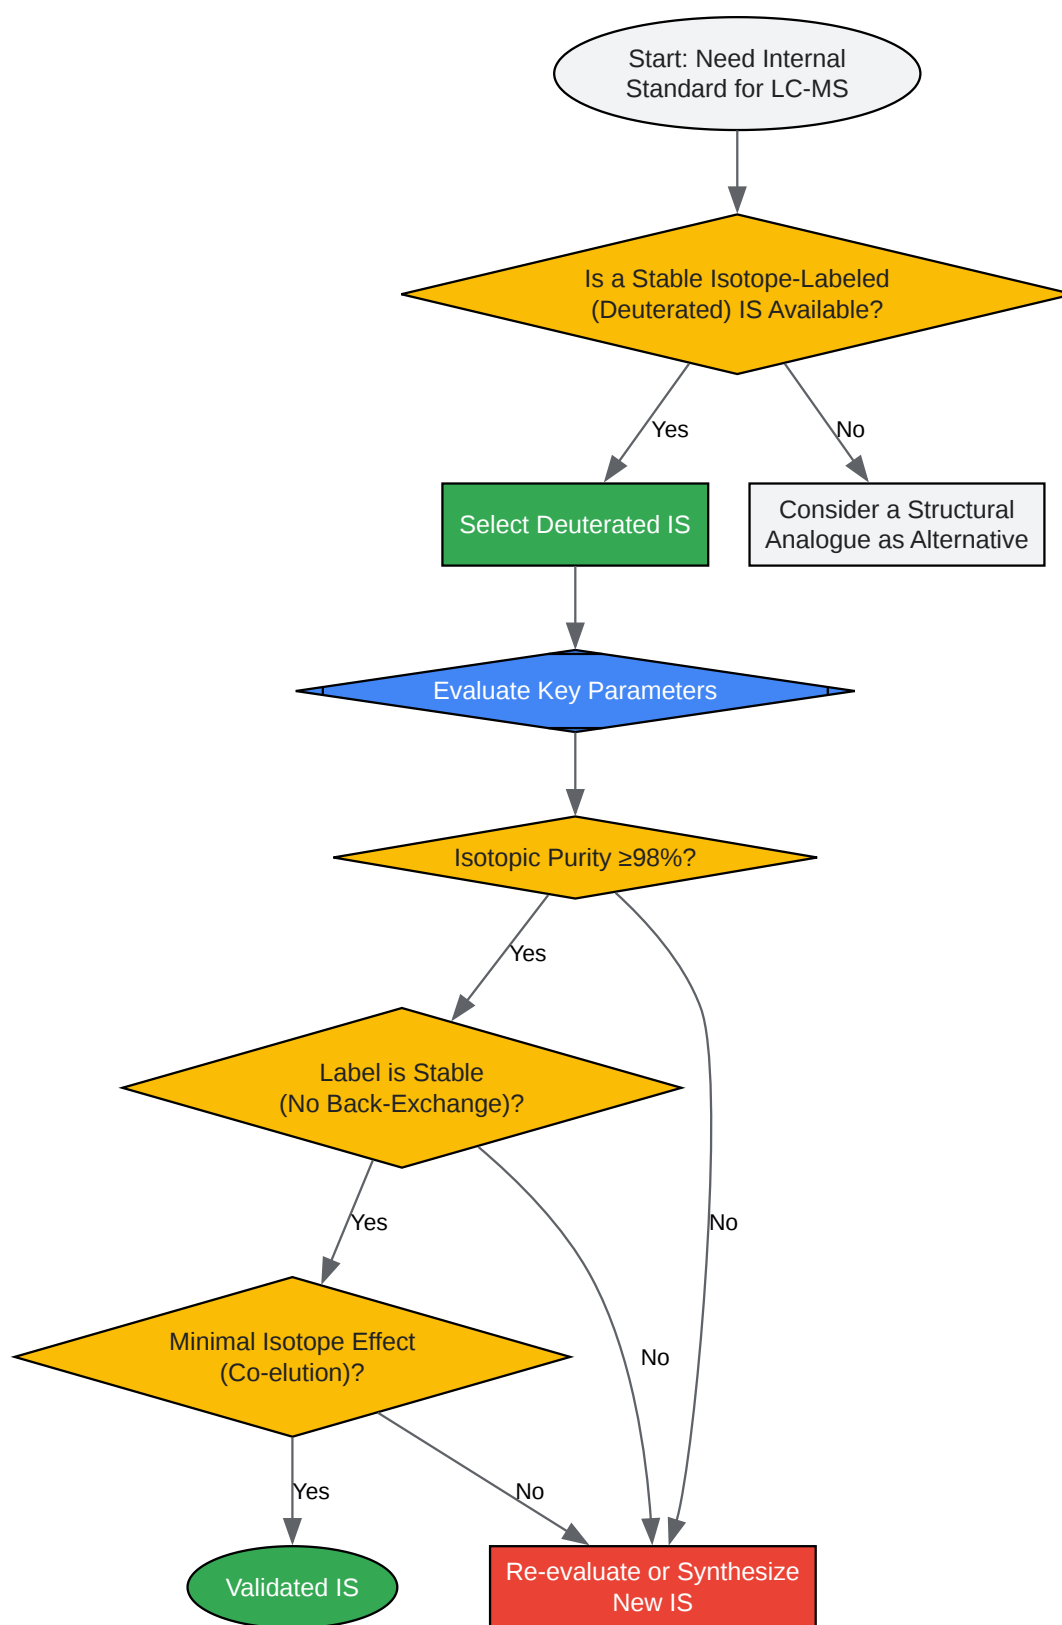 Start: Need Internal
Standard for LC-MS
Is a Stable Isotope-Labeled
(Deuterated) IS Available?
Yes
No
Select Deuterated IS
Consider a Structural
Analogue as Alternative
Evaluate Key Parameters
Isotopic Purity ≥98%?
Yes
Label is Stable
(No Back-Exchange)?
Yes
No
Minimal Isotope Effect
(Co-elution)?
No
Yes
No
Validated IS
Re-evaluate or Synthesize
New IS